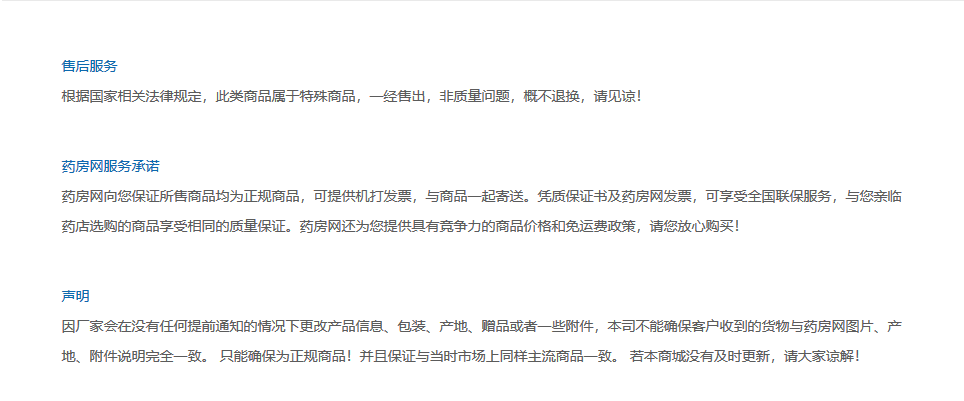 售后服务
根据国家相关法律规定，此类商品属于特殊商品，一经售出，非质量问题，概不退换，请见谅！
药房网服务承诺
药房网向您保证所售商品均为正规商品，可提供机打发票，与商品一起寄送。凭质保证书及药房网发票，可享受全国联保服务，与您亲临
药店选购的商品享受相同的质量保证。药房网还为您提供具有竞争力的商品价格和免运费政策，请您放心购买！
声明
因厂家会在没有任何提前通知的情况下更改产品信息、包装、产地、赠品或者一些附件，本司不能确保客户收到的货物与药房网图片、产
地、附件说明完全一致。 只能确保为正规商品！并且保证与当时市场上同样主流商品一致。 若本商城没有及时更新，请大家谅解！